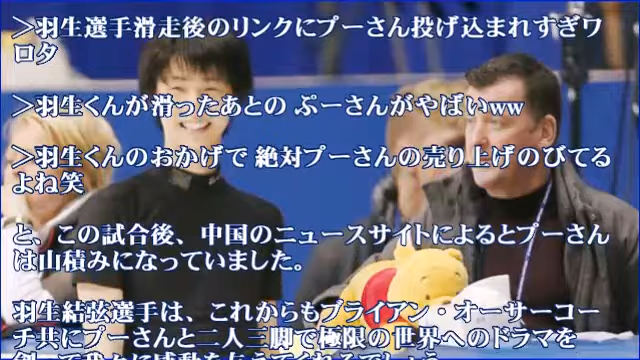 ＞羽生選手滑走後のリンクにプーさん投げ込まれすぎワ
ロタ
＞羽生くんが滑ったあとの ぷーさんがやばいww
＞羽生くんのおかげで 絶対プーさんの売り上げのびてる
よね笑
と、この試合後、中国のニュースサイトによるとプーさん
は山積みになっていました。
羽生結弦選手は、これからもブライアン・オーサーコー
チ共にプーさんと二人三脚で極限の世界へのドラマを